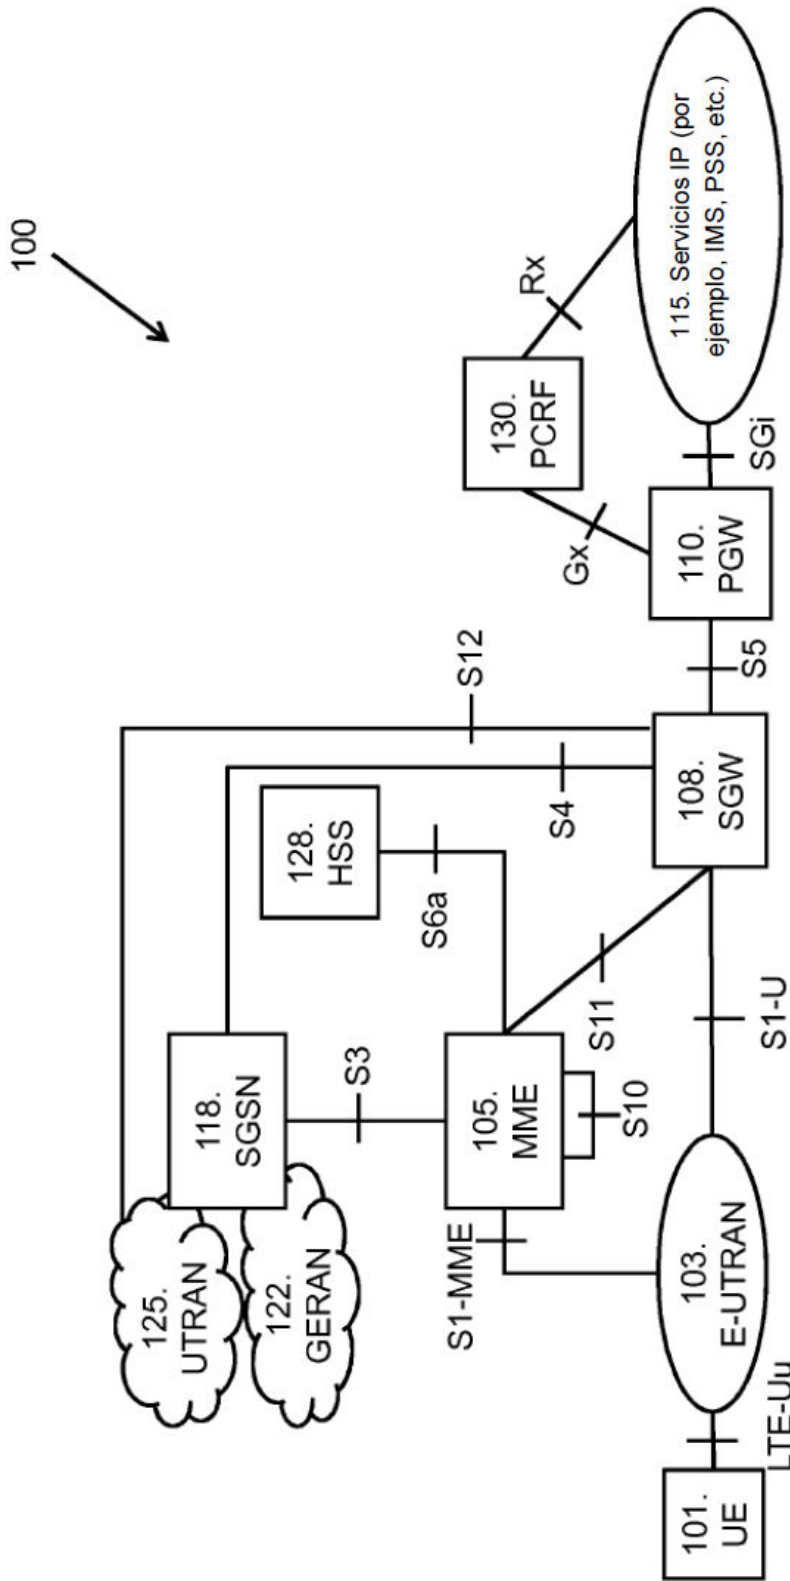 100
125.
UTRAN
122.
GERAN
118.
SGSN
S12
128.
HSS
S4
S6a
S3
130.
PCRF
Rx
Gx
S1-MME
105.
MME
S10
S11
101.
UE
LTE-Uu
103.
E-UTRAN
S1-U
108.
SGW
S5
110.
PGW
SGi
115. Servicios IP (por
ejemplo, IMS, PSS, etc.)